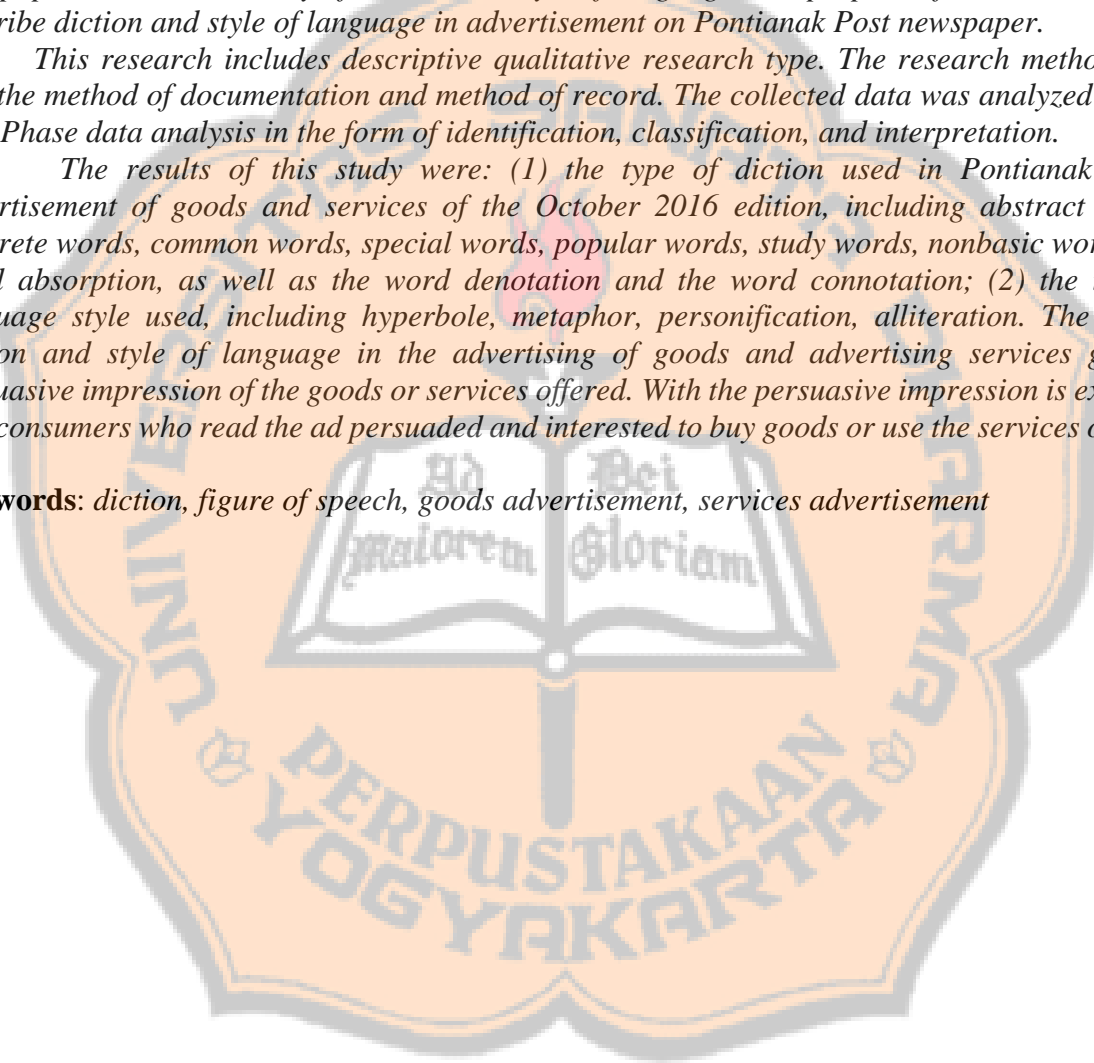 ribe diction and style of language in advertisement on Pontianak Post newspaper.
This research includes descriptive qualitative research type. The research metho
the method of documentation and method of record. The collected data was analyzed
Phase data analysis in the form of identification, classification, and interpretation.
The results of this study were: (1) the type of diction used in Pontianak
rtisement of goods and services of the October 2016 edition, including abstract
rete words, common words, special words, popular words, study words, nonbasic wor
absorption, as well as the word denotation and the word connotation; (2) the
uage style used, including hyperbole, metaphor, personification, alliteration. The
on and style of language in the advertising of goods and advertising services g
uasive impression of the goods or services offered. With the persuasive impression is ex
consumers who read the ad persuaded and interested to buy goods or use the services o
words: diction, figure of speech, goods advertisement, services advertisement
UNIVERSITAS SANATA DHARMA
Ad Dei
maiorem Gloriam
PERPUSTAKAAN
YOGYAKARTA